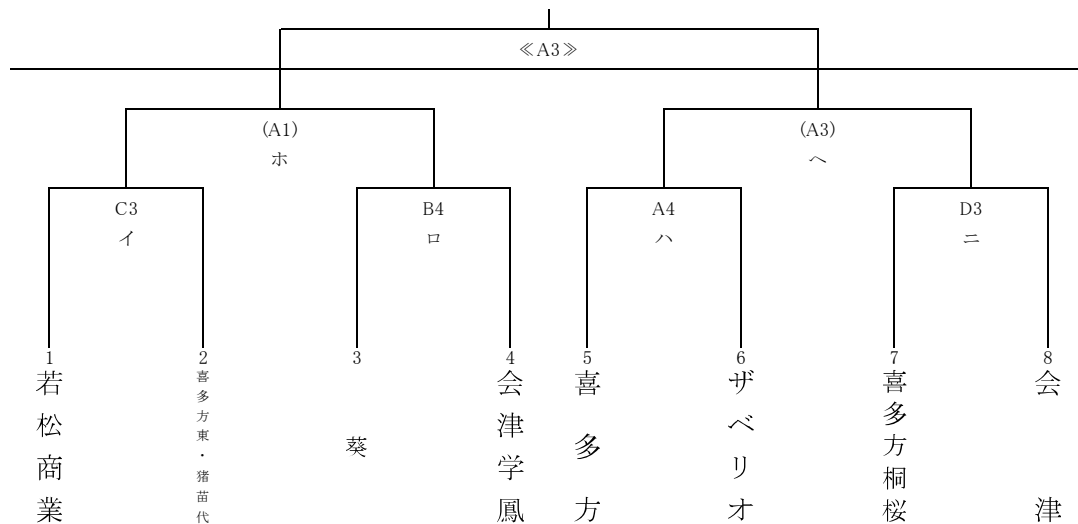 ≪A3≫
(A1)
ホ
(A3)
ヘ
C3
イ
B4
ロ
A4
ハ
D3
ニ
1
若松商業
2
喜多方東・猪苗代
3
葵
4
会津学鳳
5
喜多方
6
ザベリオ
7
喜多方桐桜
8
会津